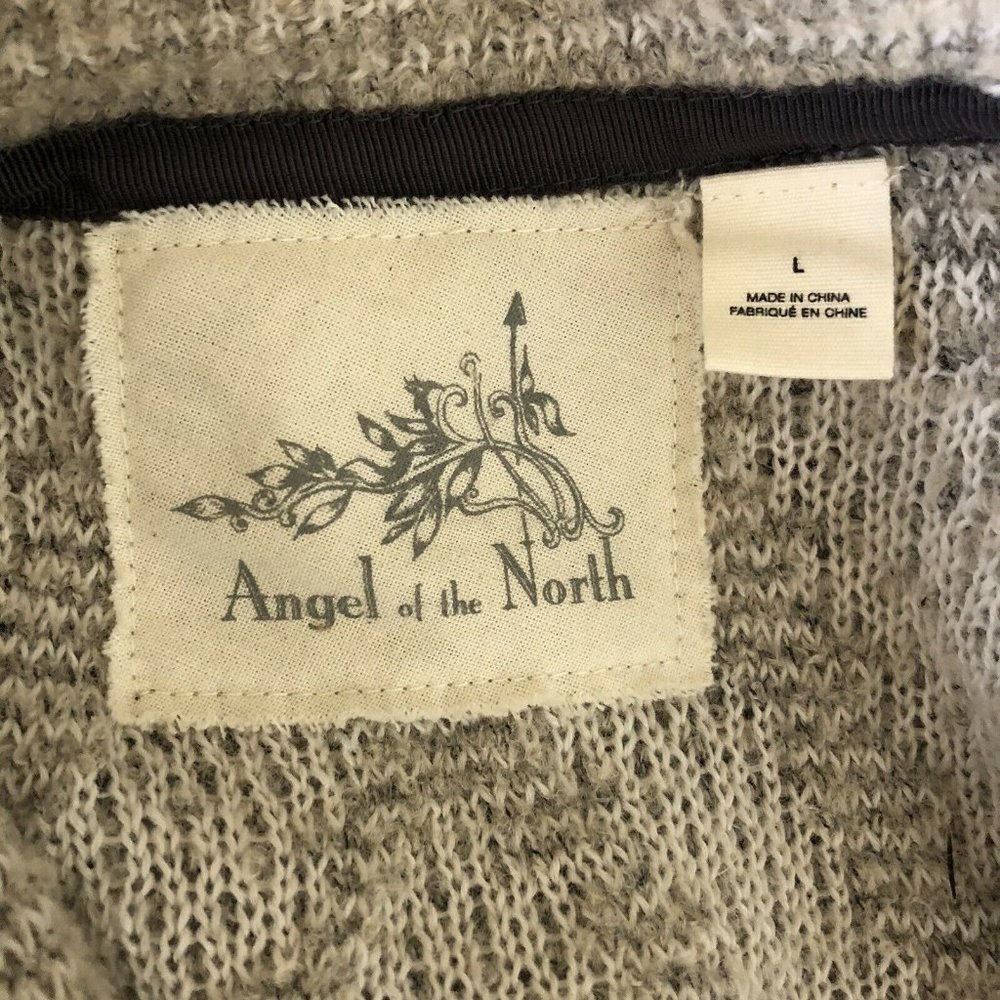 Angel of the North
L
MADE IN CHINA
FABRIQUÉ EN CHINE